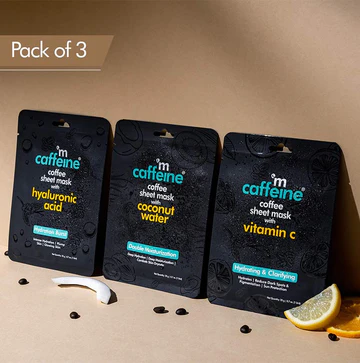 Pack of 3
'm
caffeine
coffee
sheet mask
with
hyaluronic
acid
Hydration Burst
'm
caffeine
coffee
sheet mask
with
coconut
water
Double Moisturization
'm
caffeine
coffee
sheet mask
with
vitamin c
Hydrating & Clarifying